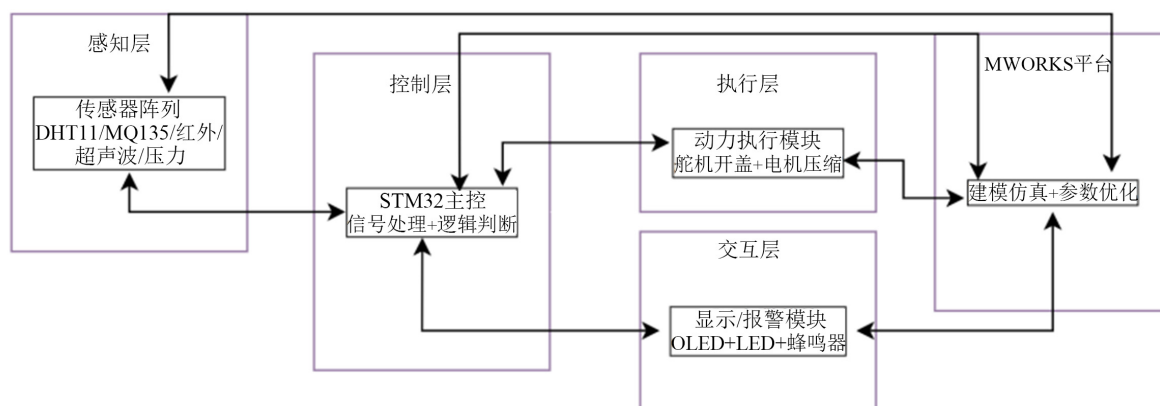 感知层
传感器阵列
DHT11/MQ135/红外/
超声波/压力
控制层
STM32主控
信号处理+逻辑判断
执行层
动力执行模块
舵机开盖+电机压缩
交互层
显示/报警模块
OLED+LED+蜂鸣器
MWORKS平台
建模仿真+参数优化